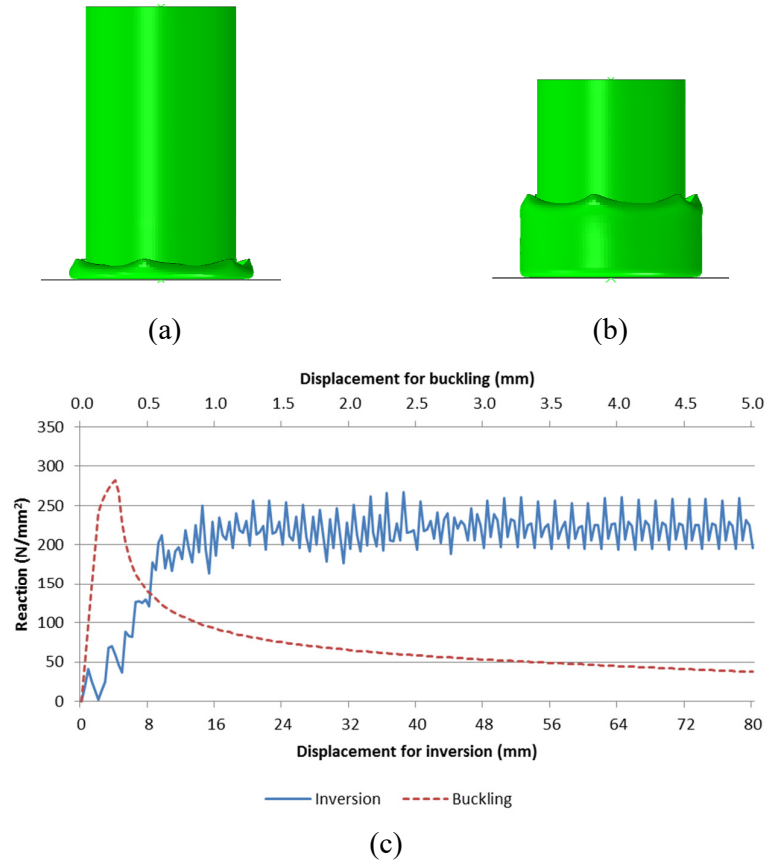 (a)
(b)
Displacement for buckling (mm)
0.0 0.5 1.0 1.5 2.0 2.5 3.0 3.5 4.0 4.5 5.0
Reaction (N/mm²)
350
300
250
200
150
100
50
0
0 8 16 24 32 40 48 56 64 72 80
Displacement for inversion (mm)
Inversion Buckling
(c)